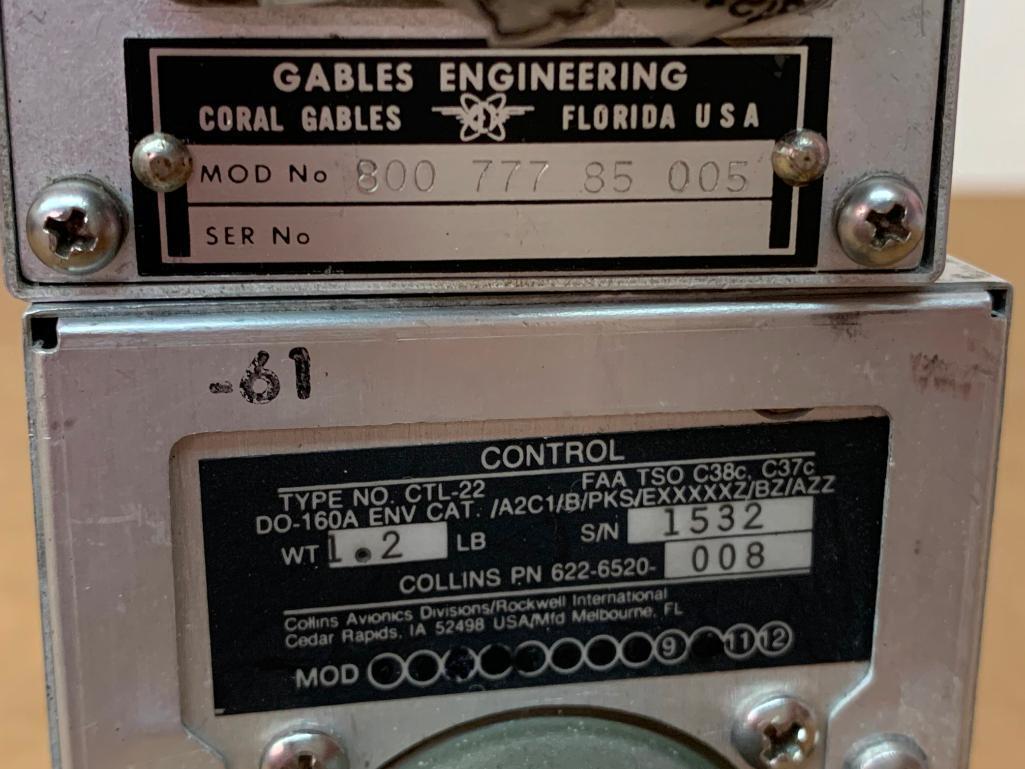 GABLES ENGINEERING
CORAL GABLES FLORIDA U S A
MOD No 800 777 85 005
SER No
-61
CONTROL
TYPE NO. CTL-22 FAA TSO C38c, C37c
DO-160A ENV CAT. /A2C1/B/PKS/EXXXXXZ/BZ/AZZ
WT 1.2 LB S/N 1532
COLLINS PN 622-6520- 008
Collins Avionics Divisions/Rockwell International
Cedar Rapids, IA 52498 USA/Mfd Melbourne, FL
MOD 9 11 12